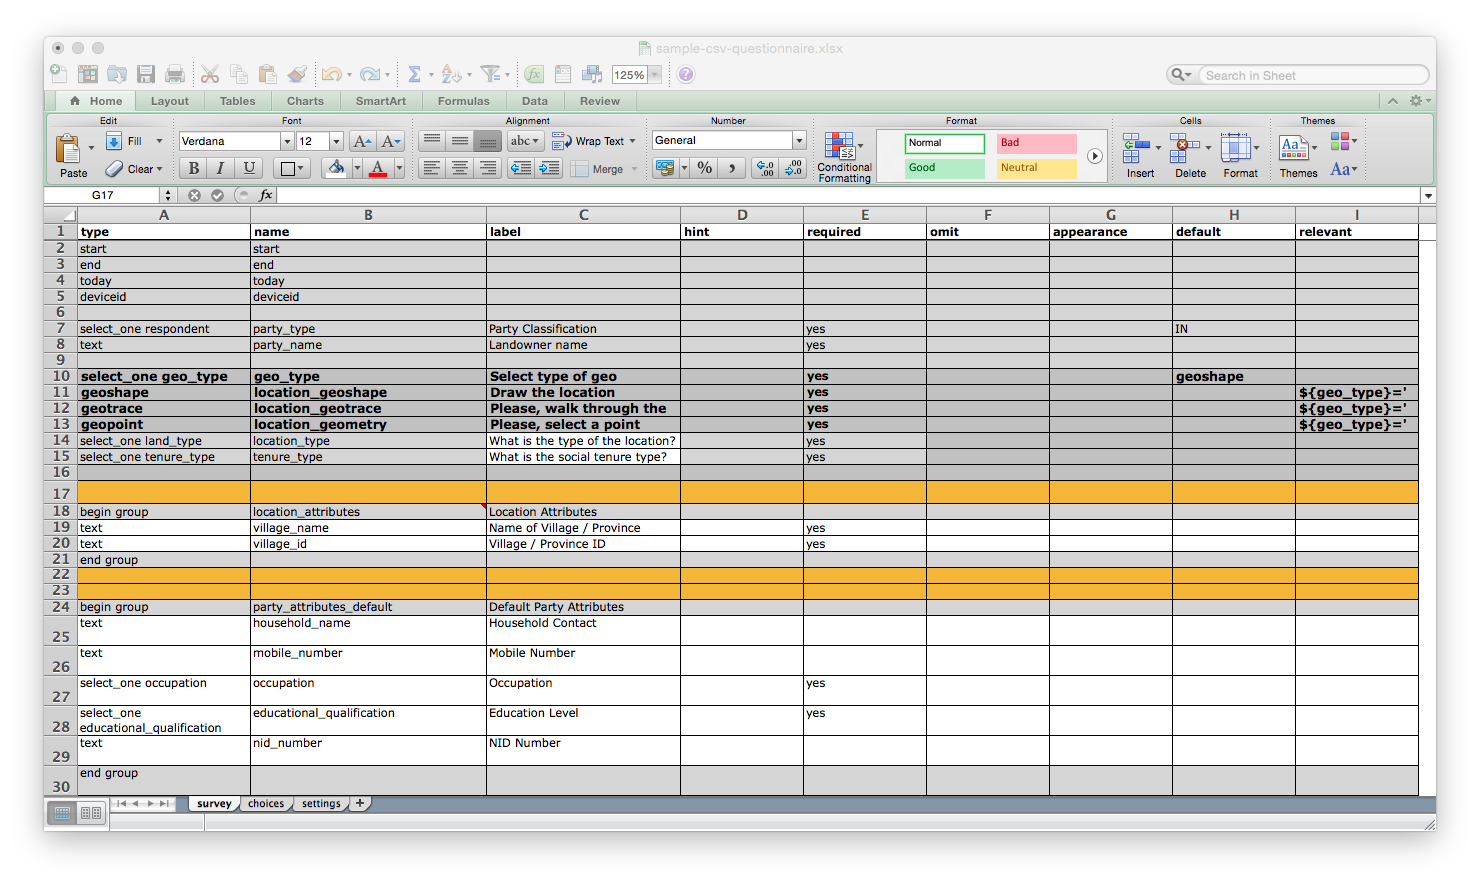 sample-csv-questionnaire.xlsx
125% Search in Sheet
Home Layout Tables Charts SmartArt Formulas Data Review
Edit Font Alignment Number Format Cells Themes
Fill Verdana 12 A A abc Wrap Text General Normal Bad Aa
Paste Clear B I U A Merge % , .0 .00 .00 .0 Conditional Formatting Good Neutral Insert Delete Format Themes Aa
G17 fx
A B C D E F G H I
1 type name label hint required omit appearance default relevant
2 start start
3 end end
4 today today
5 deviceid deviceid
6
7 select_one respondent party_type Party Classification yes IN
8 text party_name Landowner name yes
9
10 select_one geo_type geo_type Select type of geo yes geoshape
11 geoshape location_geoshape Draw the location yes ${geo_type}='
12 geotrace location_geotrace Please, walk through the yes ${geo_type}='
13 geopoint location_geometry Please, select a point yes ${geo_type}='
14 select_one land_type location_type What is the type of the location? yes
15 select_one tenure_type tenure_type What is the social tenure type? yes
16
17
18 begin group location_attributes Location Attributes
19 text village_name Name of Village / Province yes
20 text village_id Village / Province ID yes
21 end group
22
23
24 begin group party_attributes_default Default Party Attributes
25 text household_name Household Contact
26 text mobile_number Mobile Number
27 select_one occupation occupation Occupation yes
28 select_one educational_qualification educational_qualification Education Level yes
29 text nid_number NID Number
30 end group
survey choices settings +